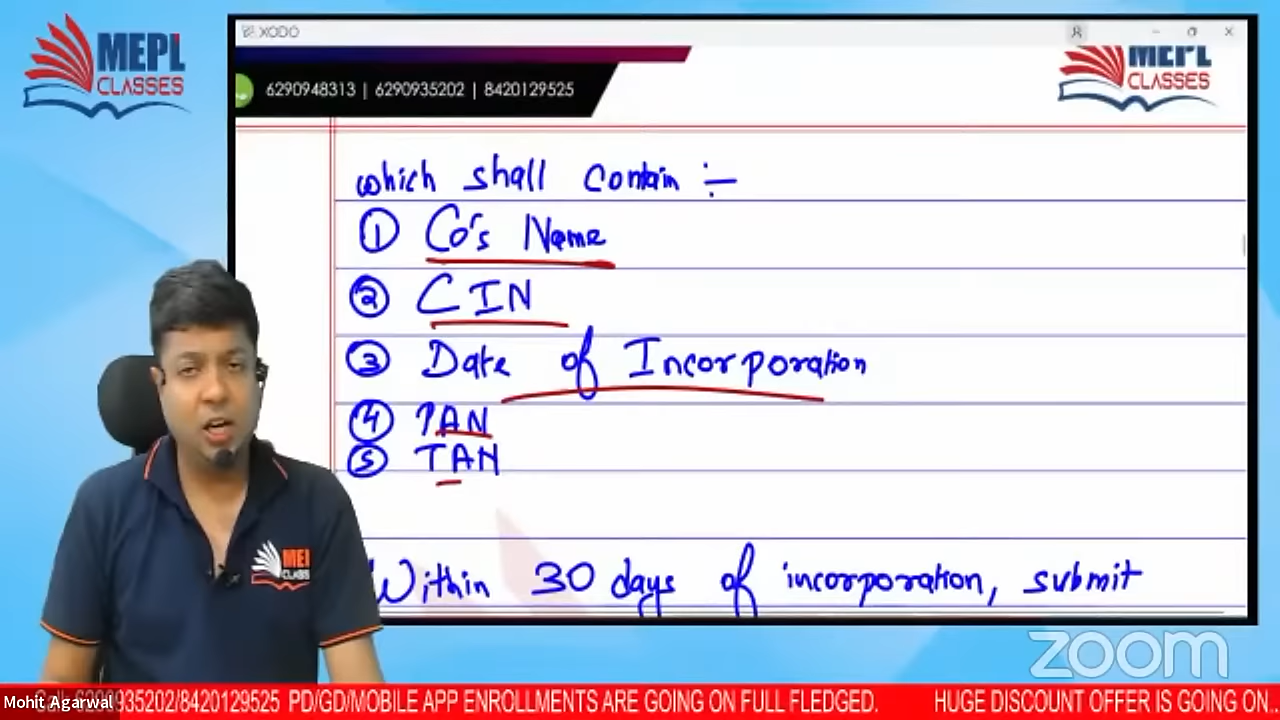 MEPL
CLASSES
XODO
6290948313 | 6290935202 | 8420129525
MEPL
CLASSES
which shall contain :-
① Co's Name
② CIN
③ Date of Incorporation
④ PAN
⑤ TAN
Within 30 days of incorporation, submit
zoom
Mohit Agarwal
6290935202/8420129525 PD/GD/MOBILE APP ENROLLMENTS ARE GOING ON FULL FLEDGED. HUGE DISCOUNT OFFER IS GOING ON..